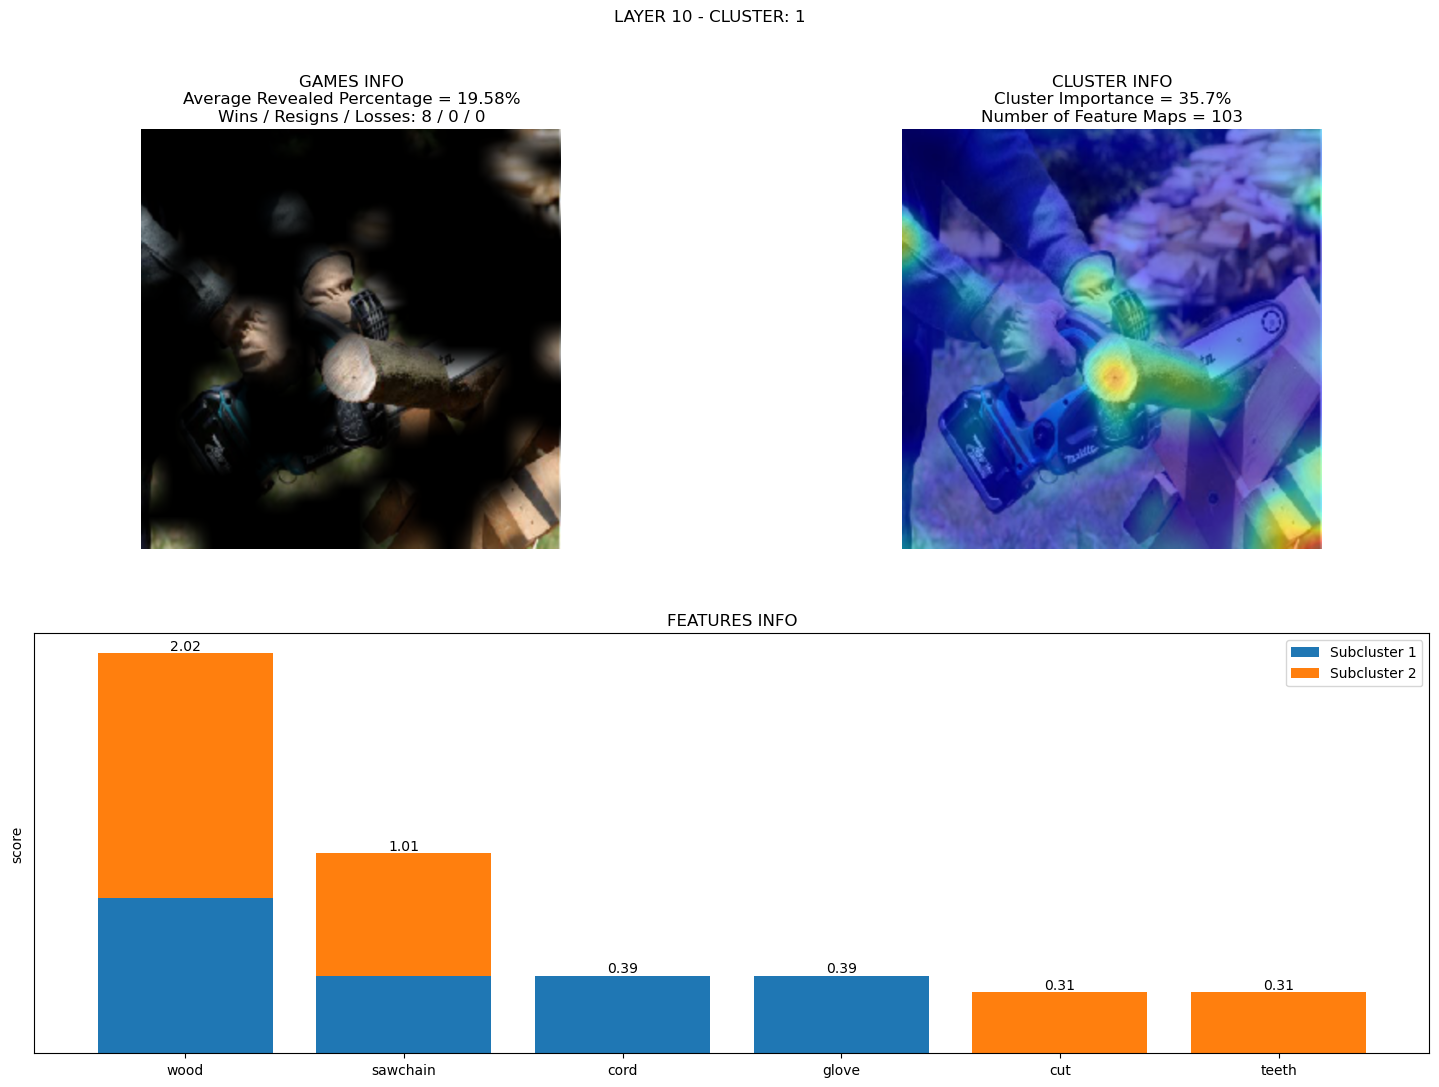 LAYER 10 - CLUSTER: 1
GAMES INFO
Average Revealed Percentage = 19.58%
Wins / Resigns / Losses: 8 / 0 / 0
CLUSTER INFO
Cluster Importance = 35.7%
Number of Feature Maps = 103
FEATURES INFO
Subcluster 1
Subcluster 2
score
2.02
1.01
0.39
0.39
0.31
0.31
wood
sawchain
cord
glove
cut
teeth